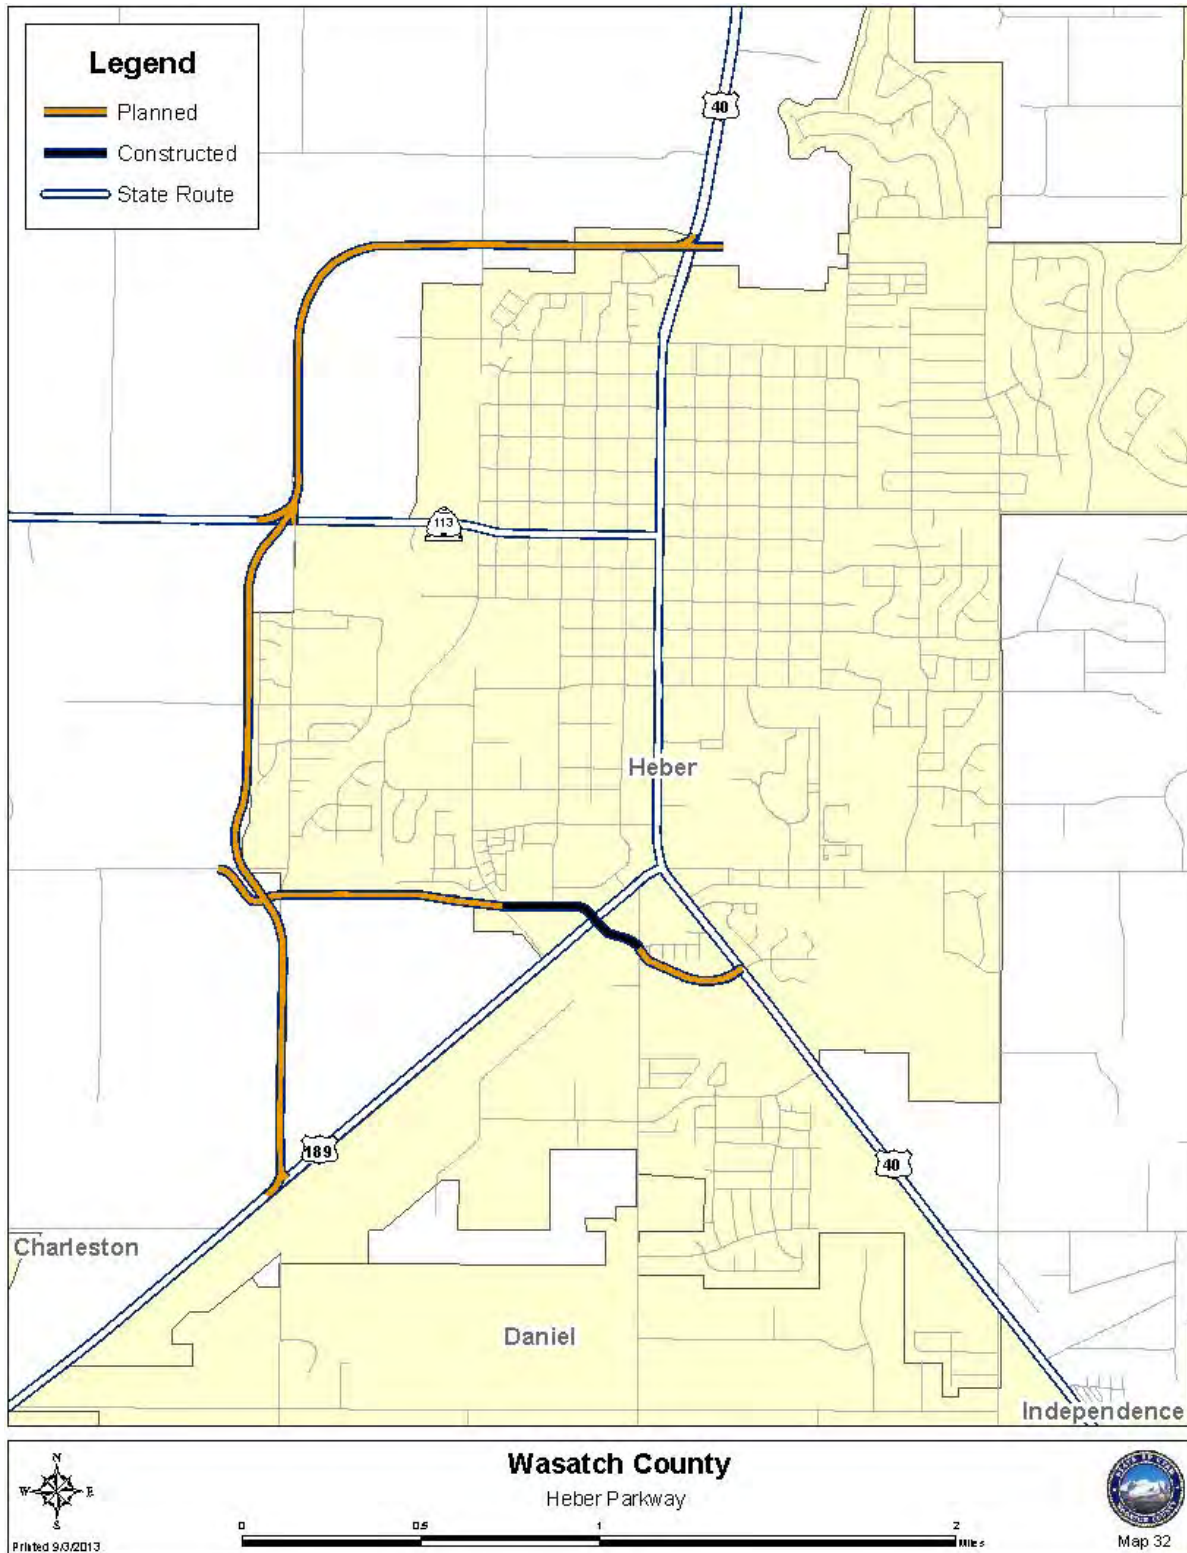 Legend
Planned
Constructed
State Route
40
113
Heber
189
40
Charleston
Daniel
Independence
N
W E
S
Wasatch County
Heber Parkway
0 0.5 1 2
Miles
Printed 9/3/2013
Map 32